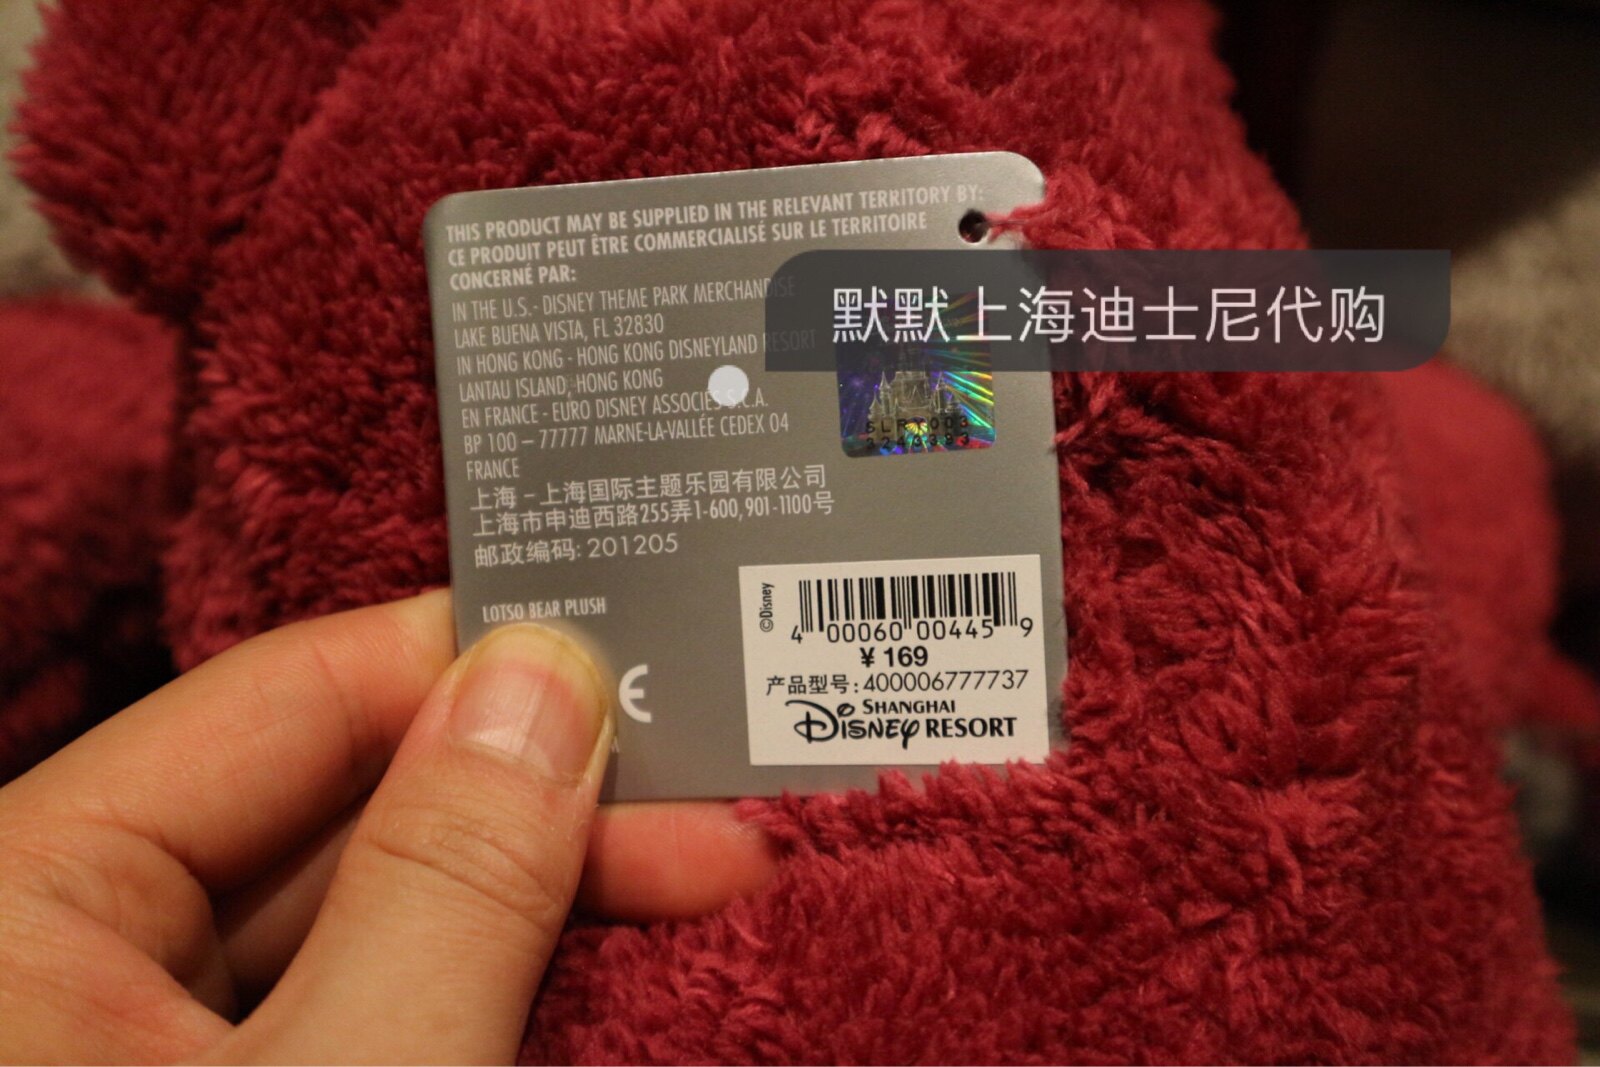 THIS PRODUCT MAY BE SUPPLIED IN THE RELEVANT TERRITORY BY:
CE PRODUIT PEUT ÊTRE COMMERCIALISÉ SUR LE TERRITOIRE
CONCERNÉ PAR:
IN THE U.S.- DISNEY THEME PARK MERCHANDISE
LAKE BUENA VISTA, FL 32830
IN HONG KONG - HONG KONG DISNEYLAND RESORT
LANTAU ISLAND, HONG KONG
EN FRANCE - EURO DISNEY ASSOCIÉS S.C.A.
BP 100 – 77777 MARNE-LA-VALLÉE CEDEX 04
FRANCE
上海 - 上海国际主题乐园有限公司
上海市申迪西路255弄1-600,901-1100号
邮政编码: 201205
默默上海迪士尼代购
3243393
LOTSO BEAR PLUSH
CE
©Disney
4 00060 00445 9
¥ 169
产品型号: 400006777737
SHANGHAI
DISNEY RESORT